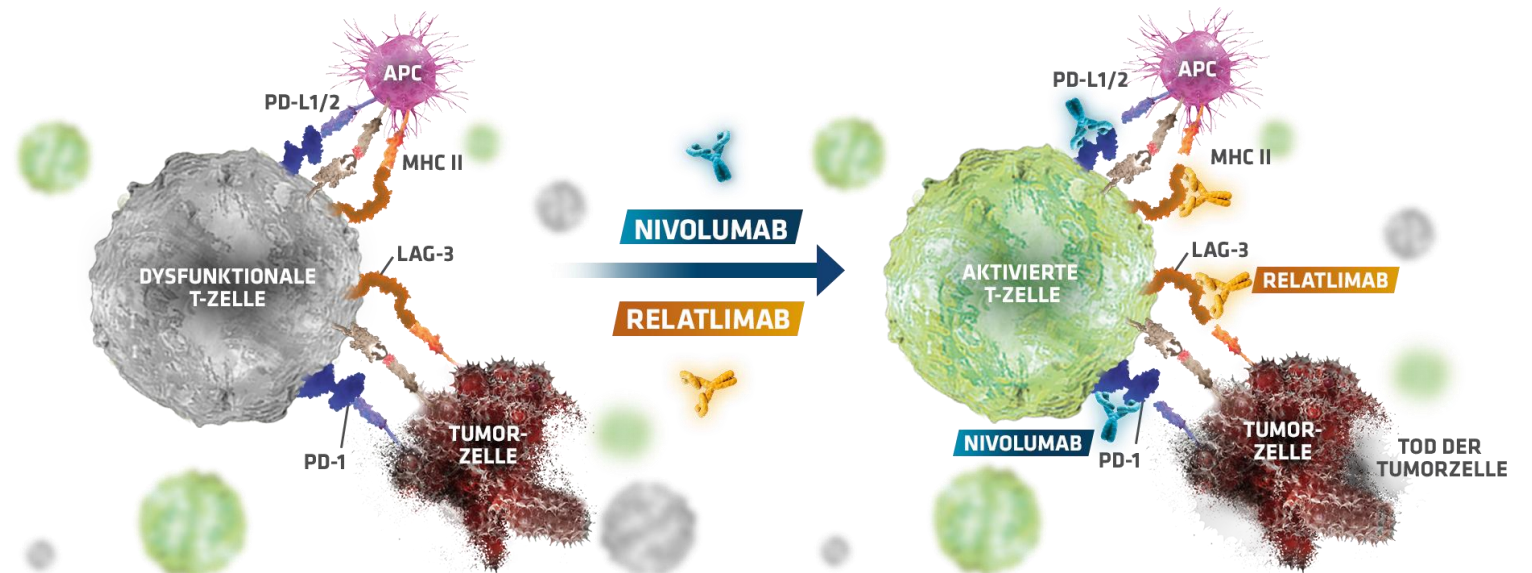 APC
PD-L1/2
MHC II
DYSFUNKTIONALE
T-ZELLE
LAG-3
TUMOR-
ZELLE
PD-1
NIVOLUMAB
RELATLIMAB
APC
PD-L1/2
MHC II
AKTIVIERTE
T-ZELLE
LAG-3
RELATLIMAB
NIVOLUMAB
PD-1
TUMOR-
ZELLE
TOD DER
TUMORZELLE